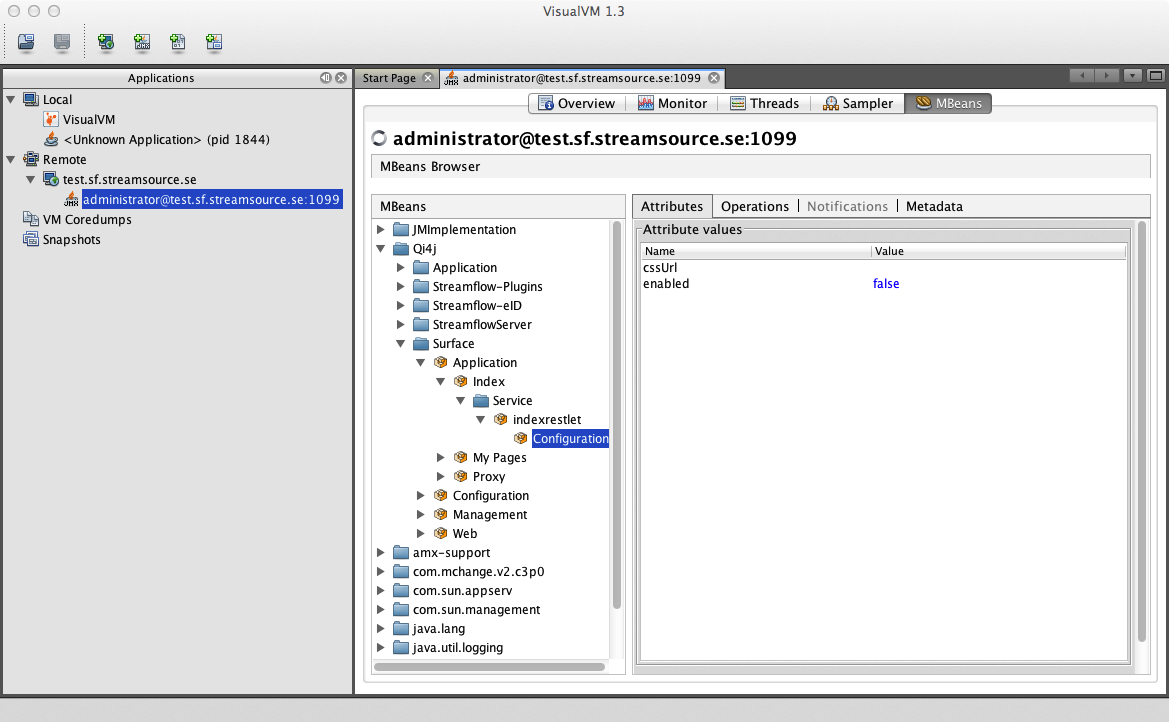 VisualVM 1.3
Applications
Start Page
administrator@test.sf.streamsource.se:1099
Local
VisualVM
<Unknown Application> (pid 1844)
Remote
test.sf.streamsource.se
administrator@test.sf.streamsource.se:1099
VM Coredumps
Snapshots
Overview
Monitor
Threads
Sampler
MBeans
administrator@test.sf.streamsource.se:1099
MBeans Browser
MBeans
JMImplementation
Qi4j
Application
Streamflow-Plugins
Streamflow-eID
StreamflowServer
Surface
Application
Index
Service
indexrestlet
Configuration
My Pages
Proxy
Configuration
Management
Web
amx-support
com.mchange.v2.c3p0
com.sun.appserv
com.sun.management
java.lang
java.util.logging
Attributes
Operations
Notifications
Metadata
Attribute values
Name Value
cssUrl
enabled false